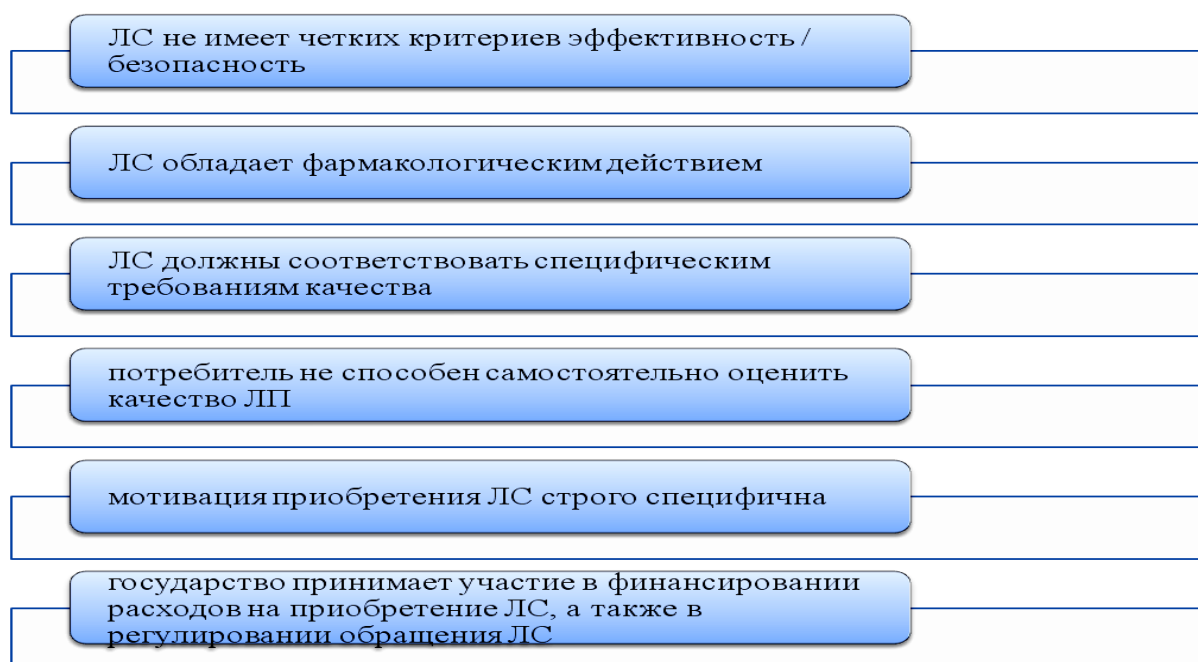 ЛС не имеет четких критериев эффективность /
безопасность
ЛС обладает фармакологическим действием
ЛС должны соответствовать специфическим
требованиям качества
потребитель не способен самостоятельно оценить
качество ЛП
мотивация приобретения ЛС строго специфична
государство принимает участие в финансировании
расходов на приобретение ЛС, а также в
регулировании обращения ЛС